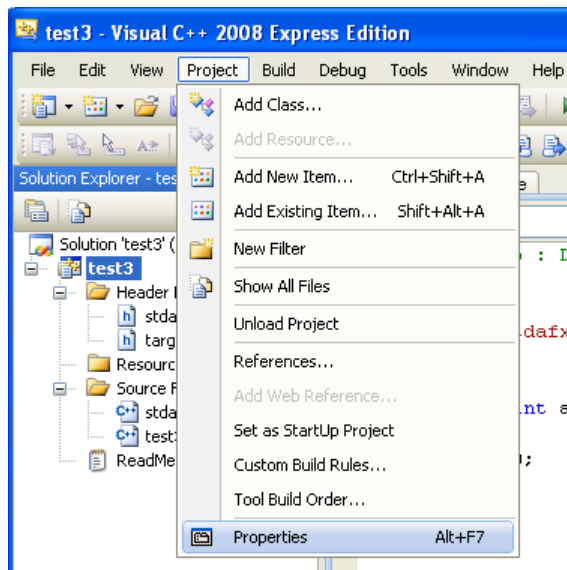 test3 - Visual C++ 2008 Express Edition
File Edit View Project Build Debug Tools Window Help
Add Class...
Add Resource...
Solution Explorer - tes
Add New Item... Ctrl+Shift+A
Add Existing Item... Shift+Alt+A
Solution 'test3' (
New Filter
: D
test3
Header
Show All Files
stda
targ
Unload Project
dafx
Resourc
References...
Source F
Add Web Reference...
stda
int a
test
Set as StartUp Project
ReadMe
Custom Build Rules...
;
Tool Build Order...
Properties Alt+F7